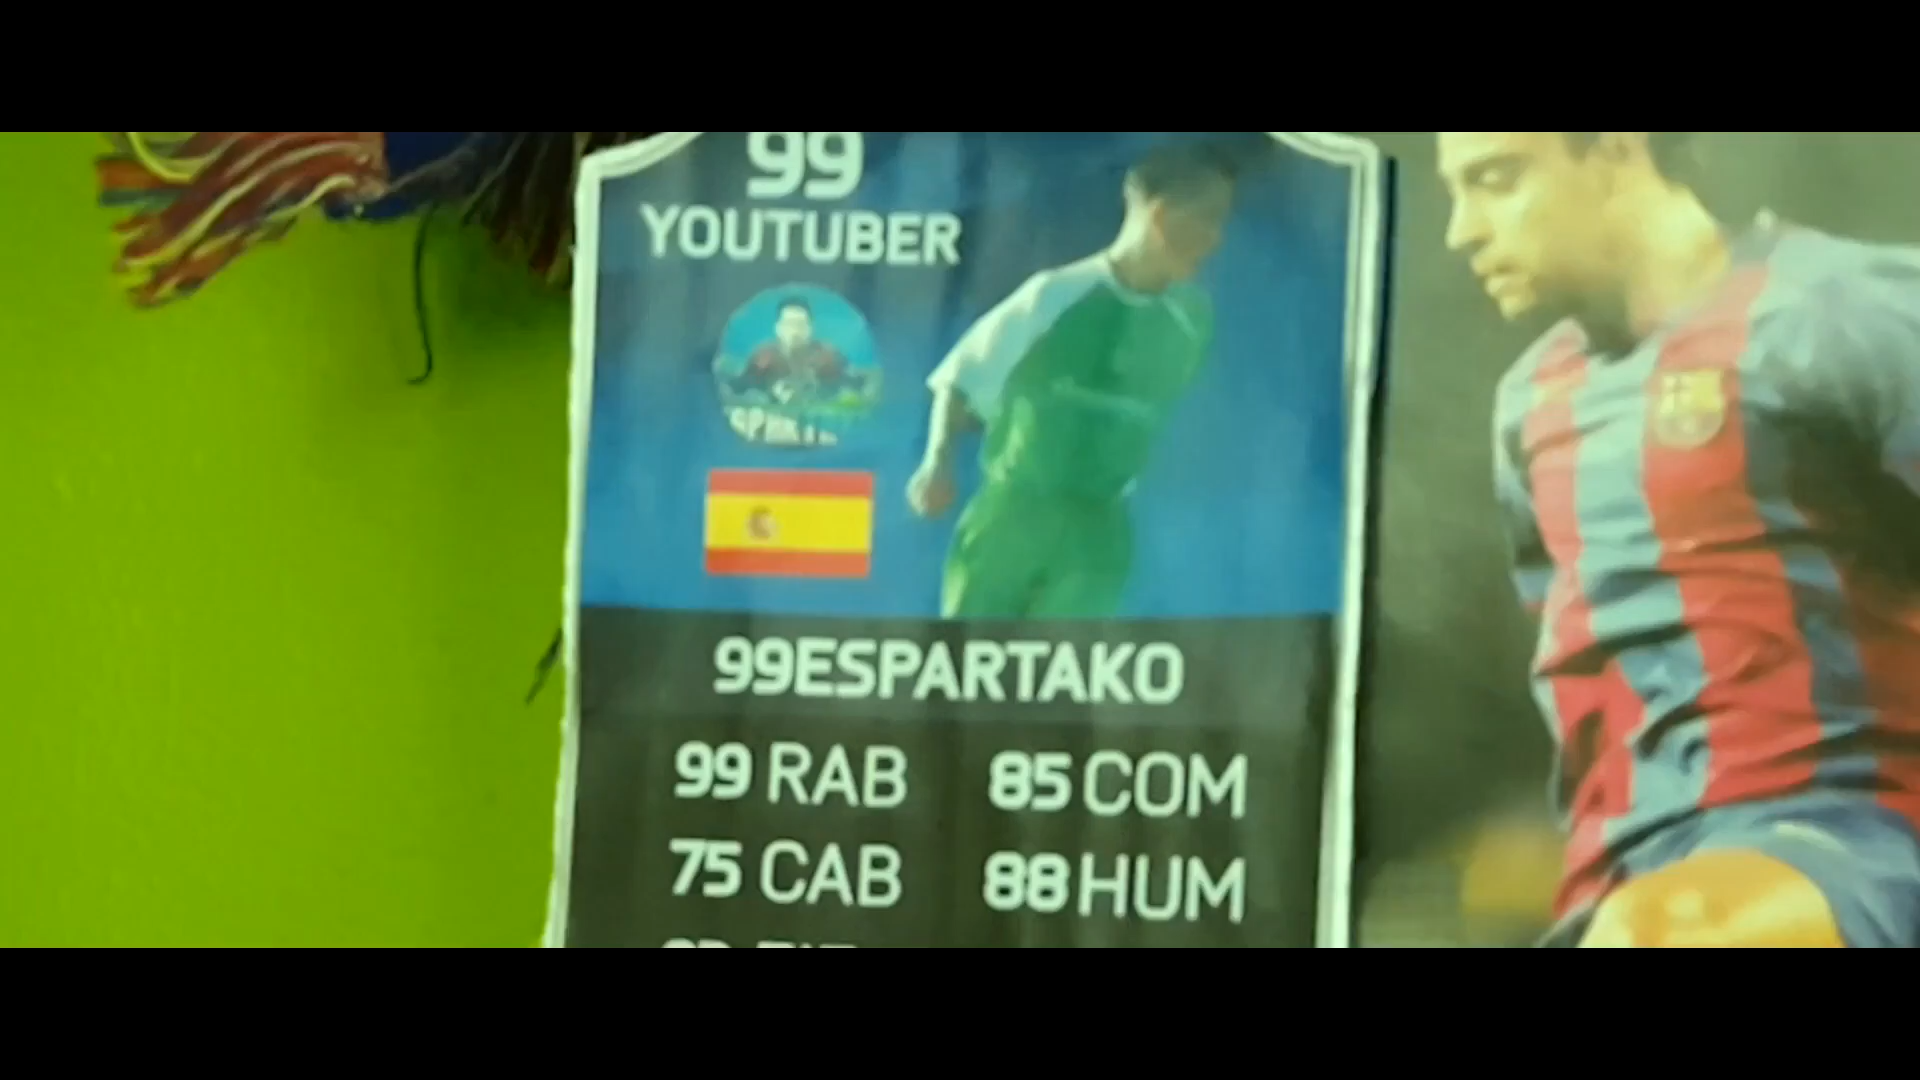 99
YOUTUBER
99ESPARTAKO
99 RAB 85 COM
75 CAB 88 HUM